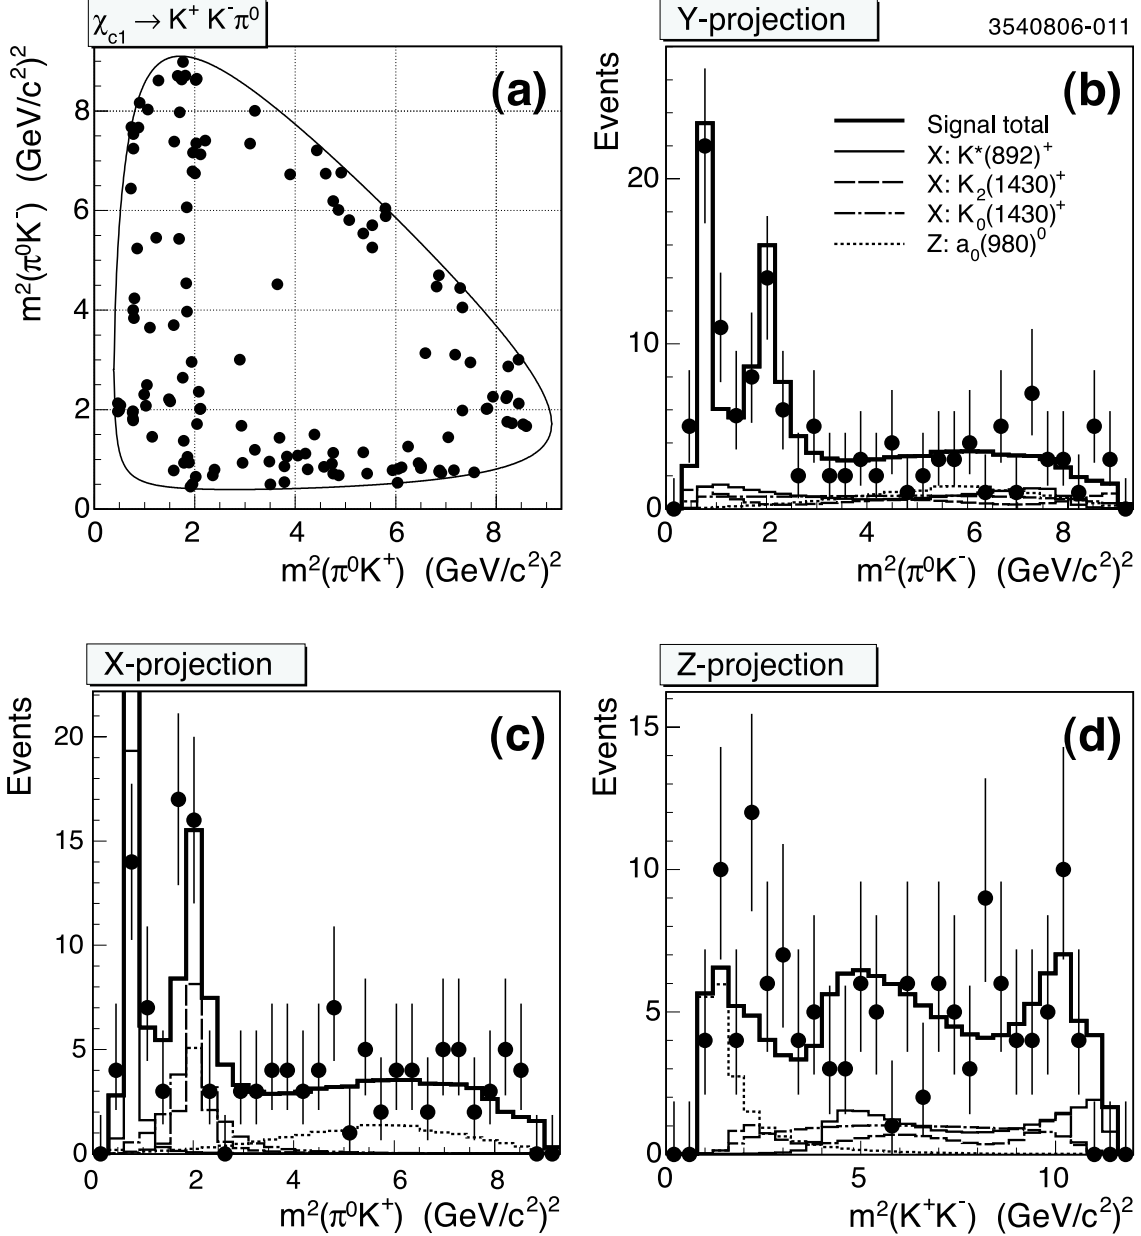 χc1 → K+ K-π0
(a)
m2(π0K-) (GeV/c2)2
8
6
4
2
0
0 2 4 6 8
m2(π0K+) (GeV/c2)2
Y-projection
3540806-011
(b)
Events
Signal total
X: K*(892)+
X: K2(1430)+
X: K0(1430)+
Z: a0(980)0
20
10
0
0 2 4 6 8
m2(π0K-) (GeV/c2)2
X-projection
(c)
Events
20
15
10
5
0
0 2 4 6 8
m2(π0K+) (GeV/c2)2
Z-projection
(d)
Events
15
10
5
0
0 5 10
m2(K+K-) (GeV/c2)2